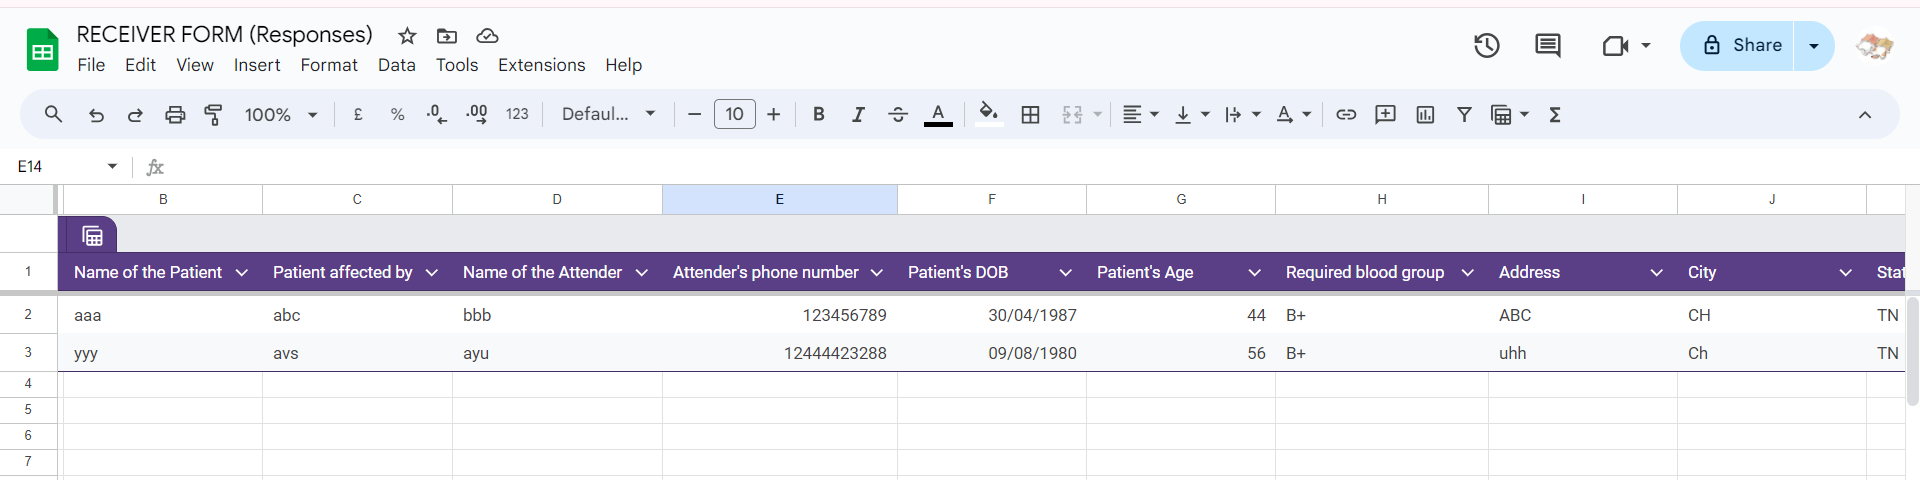 RECEIVER FORM (Responses)
File Edit View Insert Format Data Tools Extensions Help
Share
100% £ % .0 .00 123 Defaul... 10 B I A
E14 fx
B C D E F G H I J
1 Name of the Patient Patient affected by Name of the Attender Attender's phone number Patient's DOB Patient's Age Required blood group Address City Stat
2 aaa abc bbb 123456789 30/04/1987 44 B+ ABC CH TN
3 yyy avs ayu 12444423288 09/08/1980 56 B+ uhh Ch TN
4
5
6
7